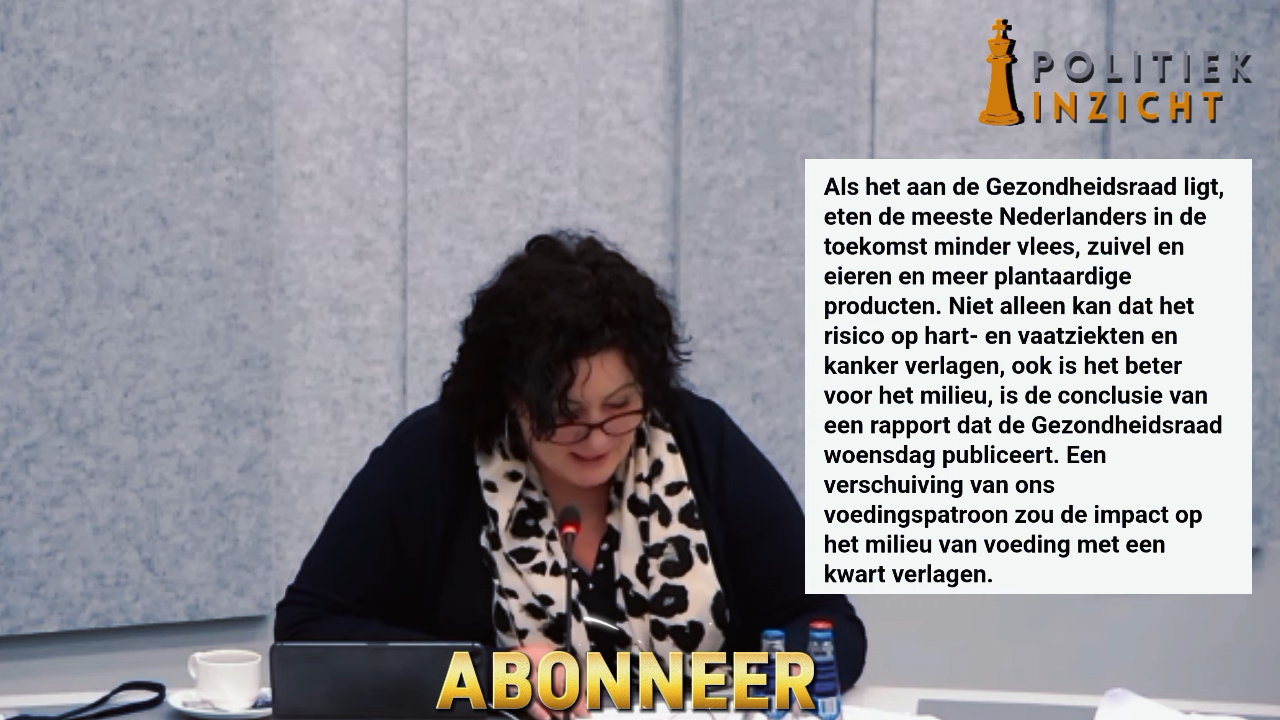 POLITIEK
INZICHT
Als het aan de Gezondheidsraad ligt,
eten de meeste Nederlanders in de
toekomst minder vlees, zuivel en
eieren en meer plantaardige
producten. Niet alleen kan dat het
risico op hart- en vaatziekten en
kanker verlagen, ook is het beter
voor het milieu, is de conclusie van
een rapport dat de Gezondheidsraad
woensdag publiceert. Een
verschuiving van ons
voedingspatroon zou de impact op
het milieu van voeding met een
kwart verlagen.
ABONNEER